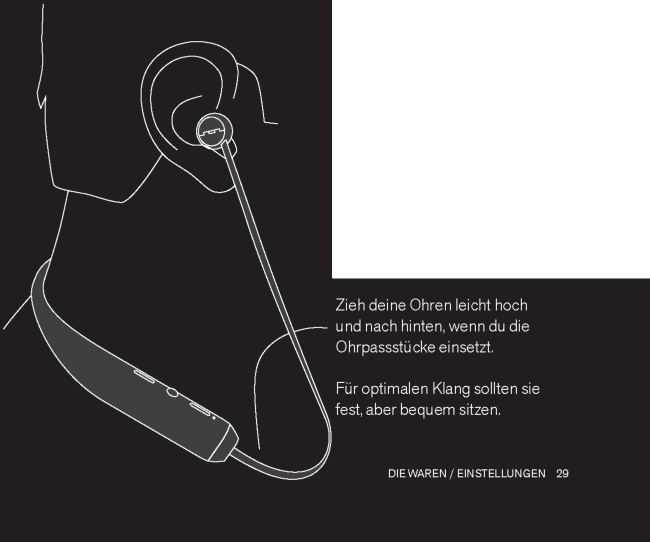 Zieh deine Ohren leicht hoch
und nach hinten, wenn du die
Ohrpassstücke einsetzt.
Für optimalen Klang sollten sie
fest, aber bequem sitzen.
DIE WAREN / EINSTELLUNGEN 29